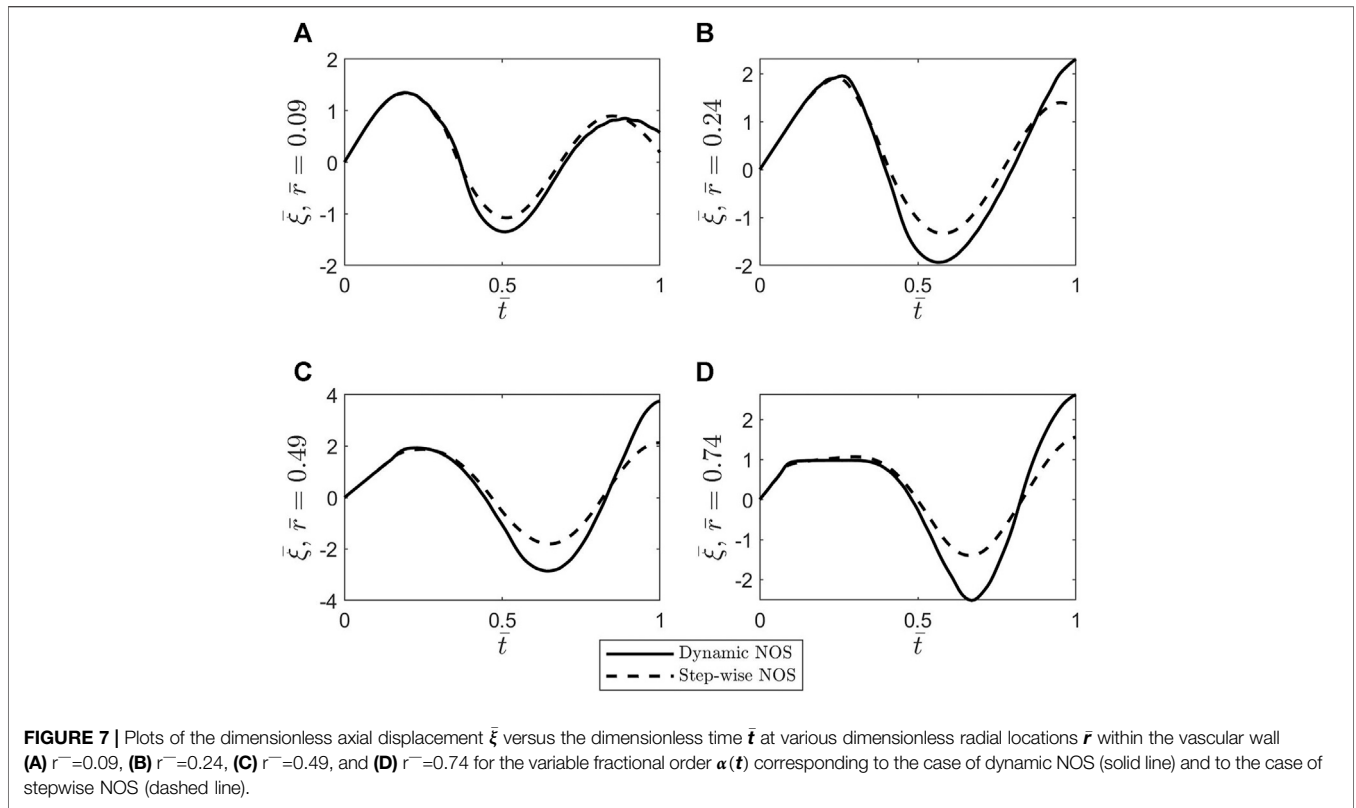 A
B
2
1
0
-1
-2
0
0.5
1
ξ̄, r̄ = 0.09
t̄
2
1
0
-1
-2
0
0.5
1
ξ̄, r̄ = 0.24
t̄
C
D
4
2
0
-2
-4
0
0.5
1
ξ̄, r̄ = 0.49
t̄
2
1
0
-1
-2
0
0.5
1
ξ̄, r̄ = 0.74
t̄
Dynamic NOS
Step-wise NOS
FIGURE 7 | Plots of the dimensionless axial displacement ξ̄ versus the dimensionless time t̄ at various dimensionless radial locations r̄ within the vascular wall
(A) r¯=0.09, (B) r¯=0.24, (C) r¯=0.49, and (D) r¯=0.74 for the variable fractional order α(t) corresponding to the case of dynamic NOS (solid line) and to the case of
stepwise NOS (dashed line).